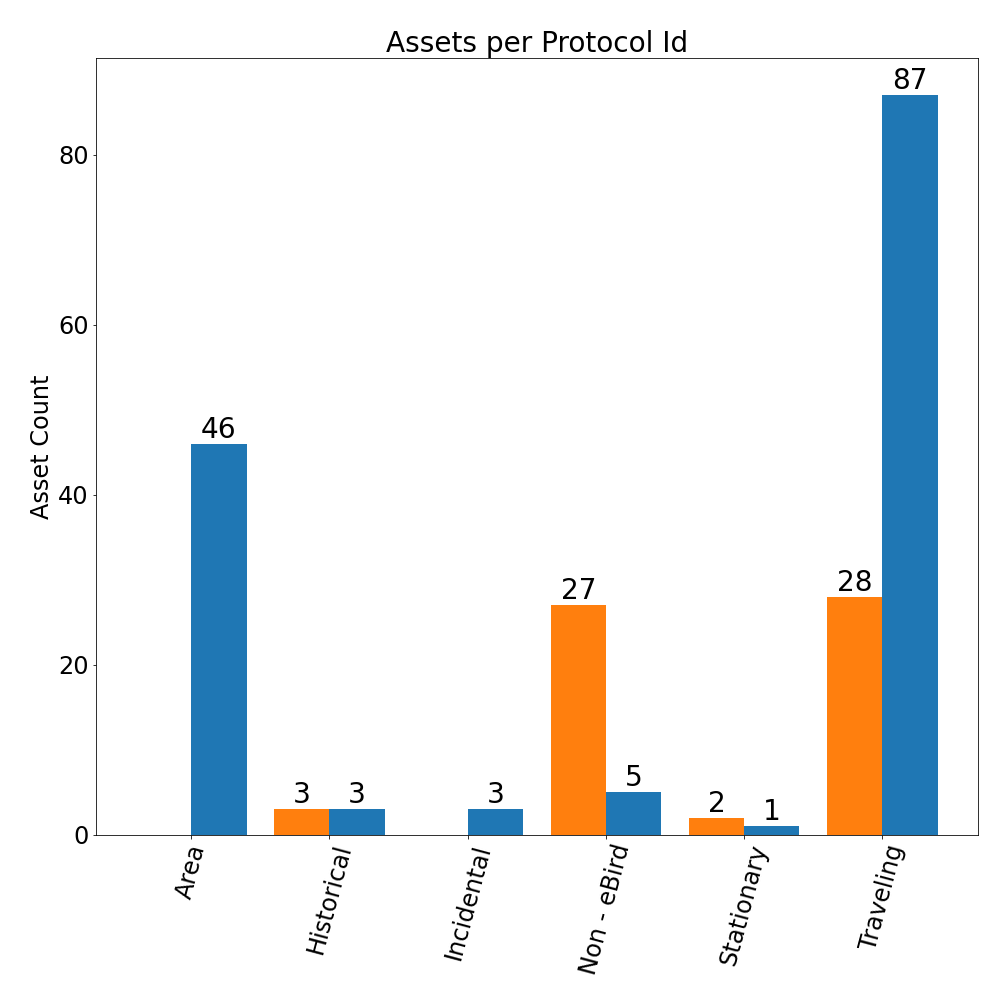 Assets per Protocol Id
Asset Count
80
60
40
20
0
46
3
3
3
27
5
2
1
28
87
Area
Historical
Incidental
Non - eBird
Stationary
Traveling